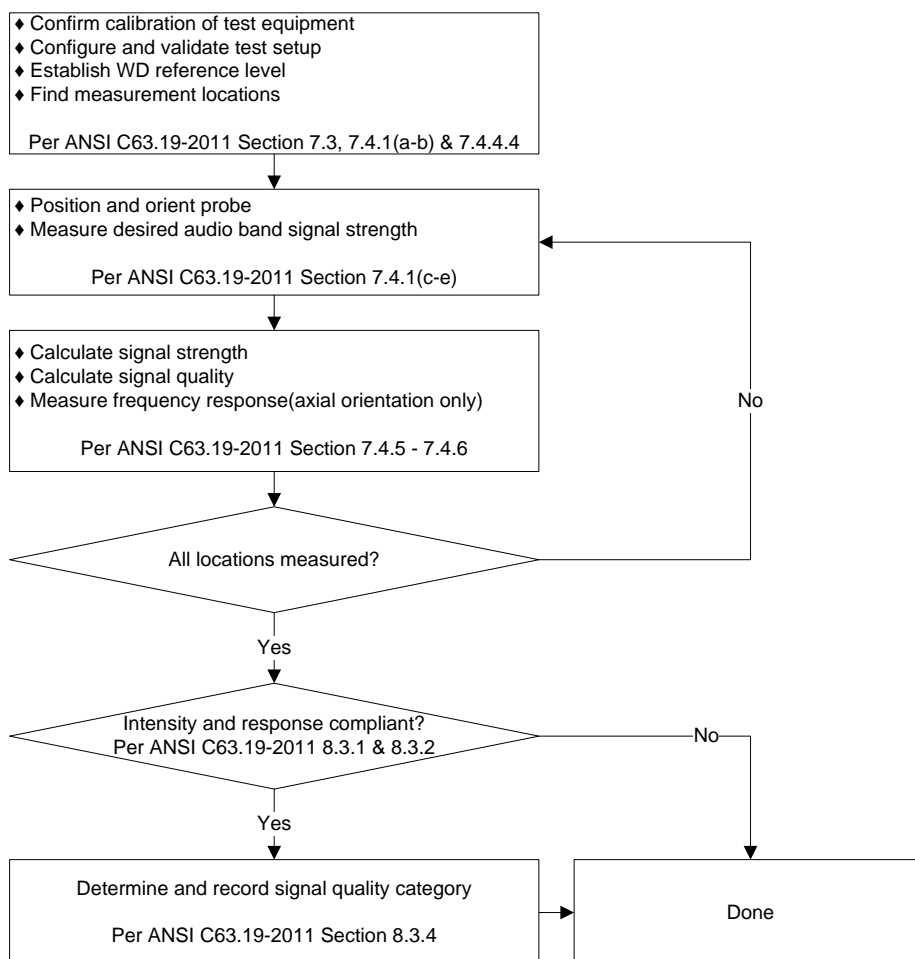 ♦ Confirm calibration of test equipment
♦ Configure and validate test setup
♦ Establish WD reference level
♦ Find measurement locations
Per ANSI C63.19-2011 Section 7.3, 7.4.1(a-b) & 7.4.4.4
♦ Position and orient probe
♦ Measure desired audio band signal strength
Per ANSI C63.19-2011 Section 7.4.1(c-e)
♦ Calculate signal strength
♦ Calculate signal quality
♦ Measure frequency response(axial orientation only)
Per ANSI C63.19-2011 Section 7.4.5 - 7.4.6
No
All locations measured?
Yes
Intensity and response compliant?
Per ANSI C63.19-2011 8.3.1 & 8.3.2
No
Yes
Determine and record signal quality category
Per ANSI C63.19-2011 Section 8.3.4
Done